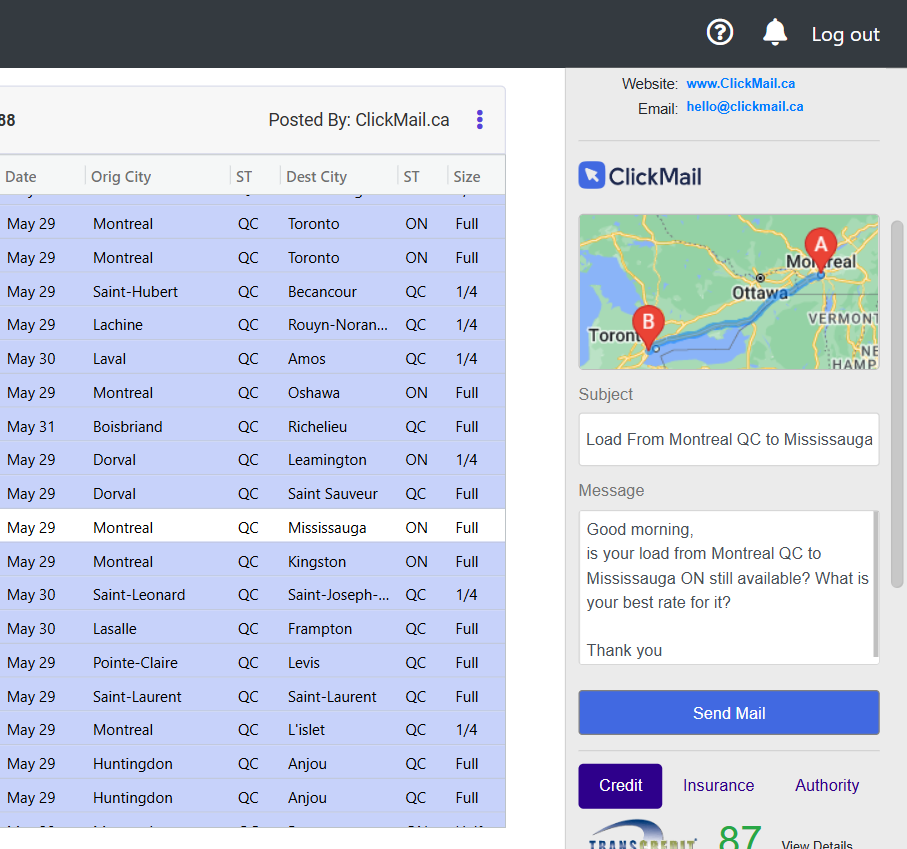 Log out
88 Posted By: ClickMail.ca
Date Orig City ST Dest City ST Size
May 29 Montreal QC Toronto ON Full
May 29 Montreal QC Toronto ON Full
May 29 Saint-Hubert QC Becancour QC 1/4
May 29 Lachine QC Rouyn-Noran... QC 1/4
May 30 Laval QC Amos QC 1/4
May 29 Montreal QC Oshawa ON Full
May 31 Boisbriand QC Richelieu QC Full
May 29 Dorval QC Leamington ON 1/4
May 29 Dorval QC Saint Sauveur QC Full
May 29 Montreal QC Mississauga ON Full
May 29 Montreal QC Kingston ON Full
May 30 Saint-Leonard QC Saint-Joseph-... QC 1/4
May 30 Lasalle QC Frampton QC Full
May 29 Pointe-Claire QC Levis QC Full
May 29 Saint-Laurent QC Saint-Laurent QC Full
May 29 Montreal QC L'islet QC 1/4
May 29 Huntingdon QC Anjou QC Full
May 29 Huntingdon QC Anjou QC Full
Website: www.ClickMail.ca
Email: hello@clickmail.ca
ClickMail
A
Montreal
Ottawa
VERMONT
B
Toront
NE
HAMP
Subject
Load From Montreal QC to Mississauga
Message
Good morning,
is your load from Montreal QC to
Mississauga ON still available? What is
your best rate for it?
Thank you
Send Mail
Credit Insurance Authority
TRANSCREDIT 87 View Details